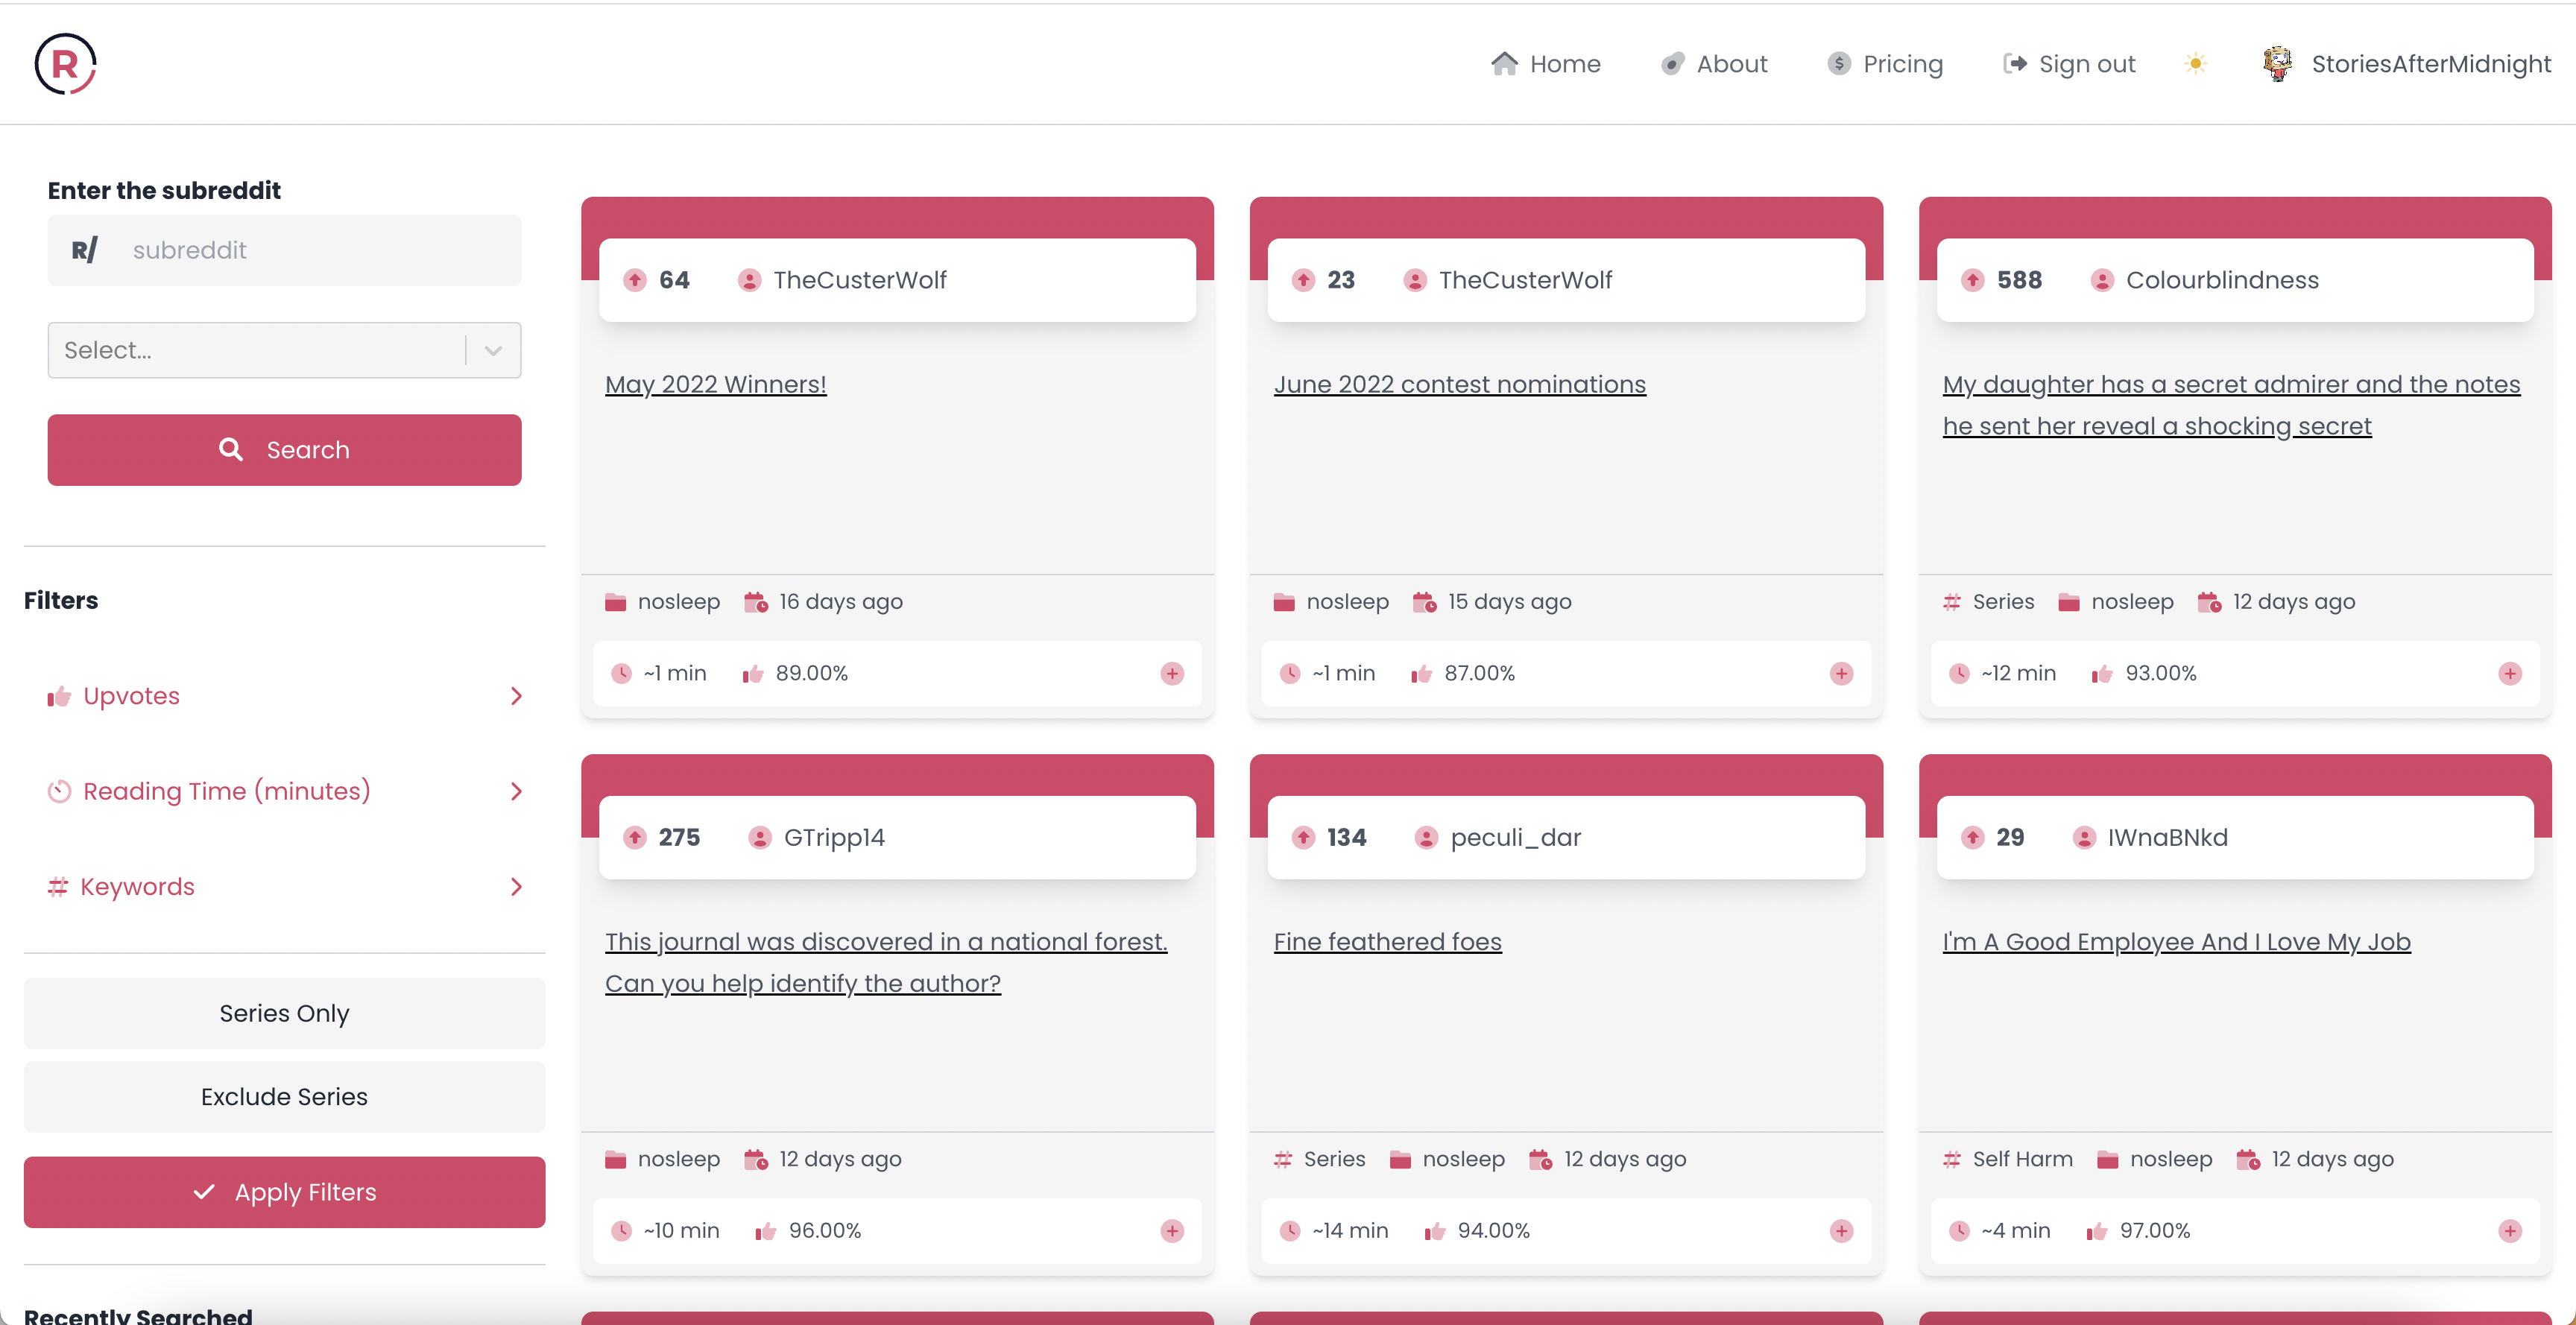 R
Home
About
Pricing
Sign out
StoriesAfterMidnight
Enter the subreddit
R/ subreddit
Select...
Search
Filters
Upvotes
Reading Time (minutes)
Keywords
Series Only
Exclude Series
Apply Filters
Recently Searched
64 TheCusterWolf
May 2022 Winners!
nosleep 16 days ago
~1 min 89.00%
23 TheCusterWolf
June 2022 contest nominations
nosleep 15 days ago
~1 min 87.00%
588 Colourblindness
My daughter has a secret admirer and the notes
he sent her reveal a shocking secret
# Series nosleep 12 days ago
~12 min 93.00%
275 GTripp14
This journal was discovered in a national forest.
Can you help identify the author?
nosleep 12 days ago
~10 min 96.00%
134 peculi_dar
Fine feathered foes
# Series nosleep 12 days ago
~14 min 94.00%
29 IWnaBNkd
I'm A Good Employee And I Love My Job
# Self Harm nosleep 12 days ago
~4 min 97.00%